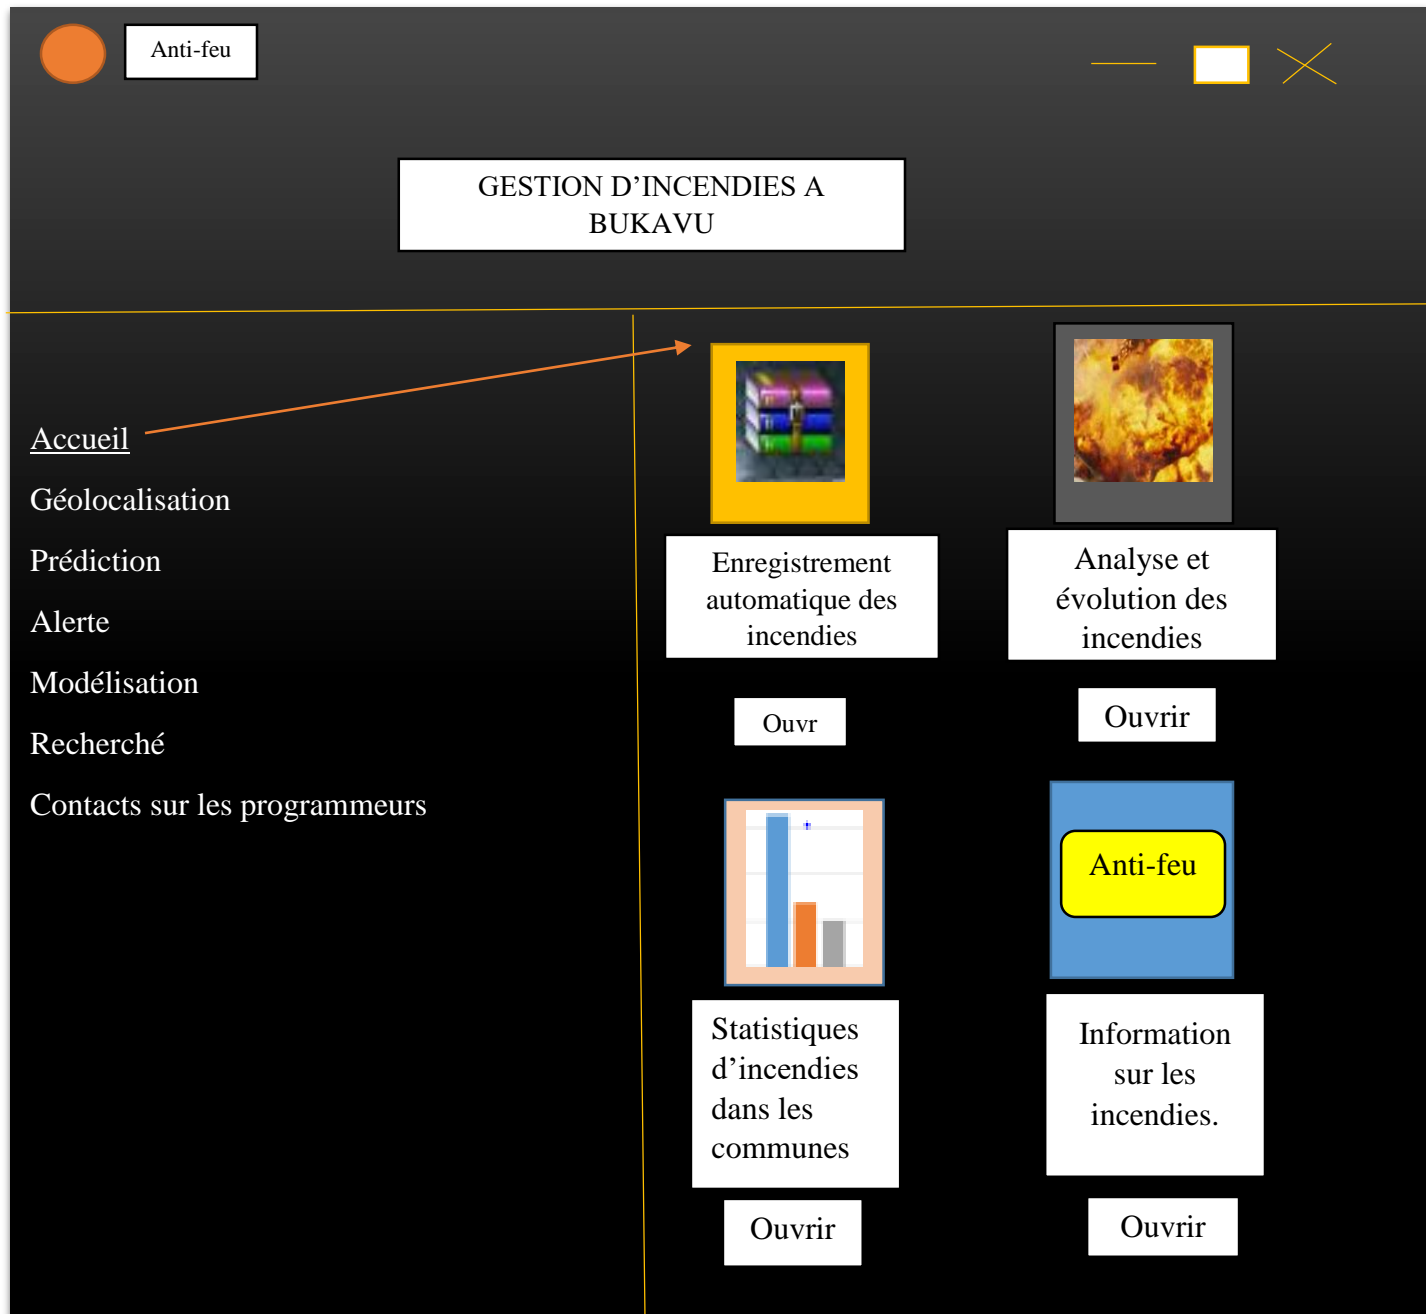 Anti-feu
GESTION D’INCENDIES A
BUKAVU
Accueil
Géolocalisation
Prédiction
Alerte
Modélisation
Recherché
Contacts sur les programmeurs
Enregistrement
automatique des
incendies
Ouvr
Analyse et
évolution des
incendies
Ouvrir
Statistiques
d’incendies
dans les
communes
Ouvrir
Anti-feu
Information
sur les
incendies.
Ouvrir